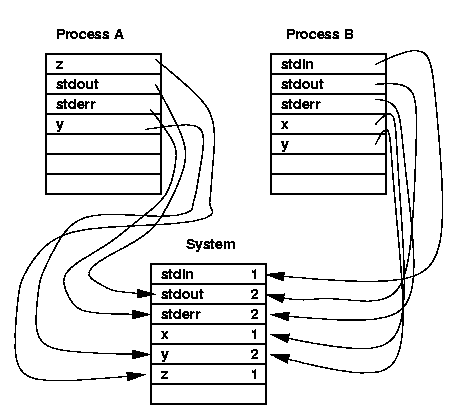 Process A
z
stdout
stderr
y
Process B
stdin
stdout
stderr
x
y
System
stdin 1
stdout 2
stderr 2
x 1
y 2
z 1